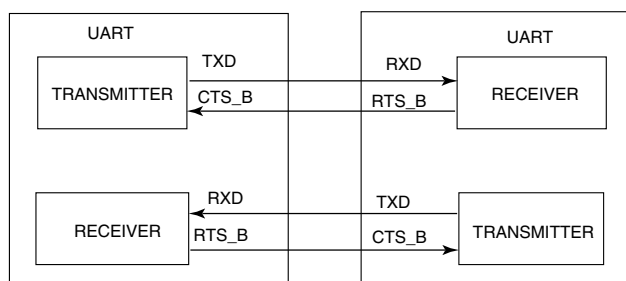 UART
UART
TXD
RXD
TRANSMITTER
CTS_B
RTS_B
RECEIVER
RXD
TXD
RECEIVER
RTS_B
CTS_B
TRANSMITTER